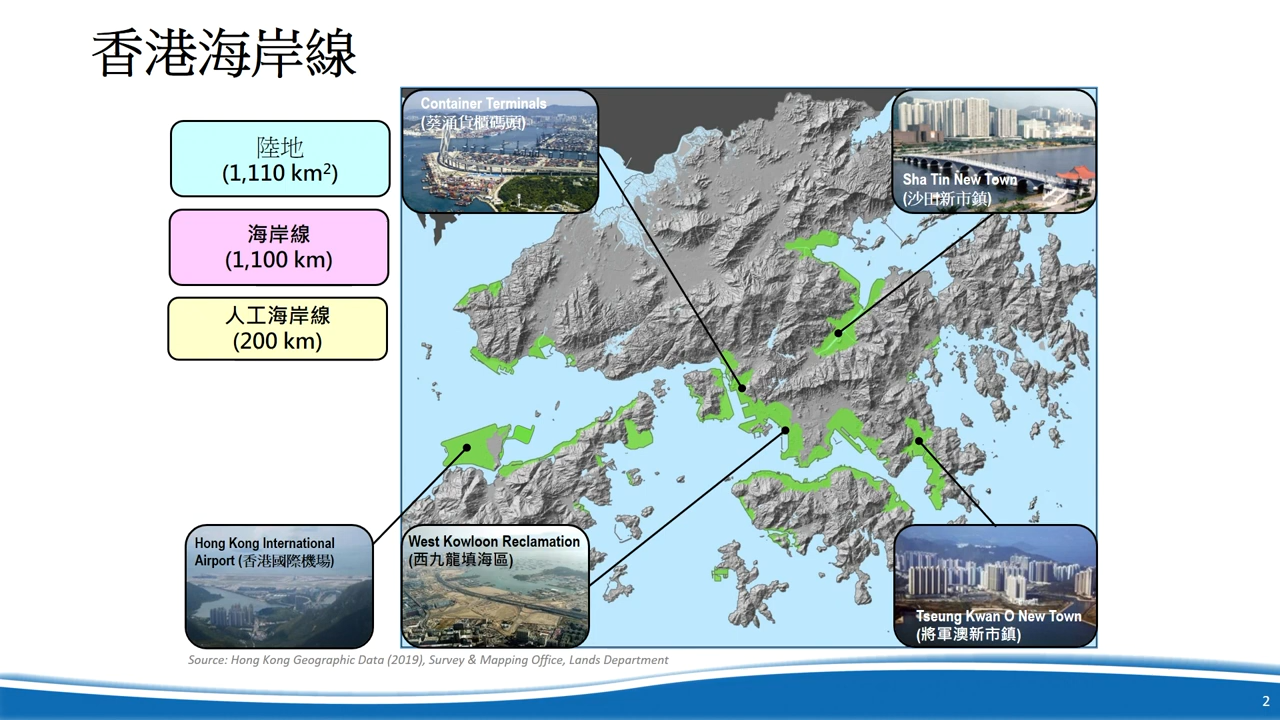 香港海岸線
陸地
(1,110 km²)
海岸線
(1,100 km)
人工海岸線
(200 km)
Container Terminals
(葵涌貨櫃碼頭)
Sha Tin New Town
(沙田新市鎮)
Hong Kong International
Airport (香港國際機場)
West Kowloon Reclamation
(西九龍填海區)
Tseung Kwan O New Town
(將軍澳新市鎮)
Source: Hong Kong Geographic Data (2019), Survey & Mapping Office, Lands Department
2